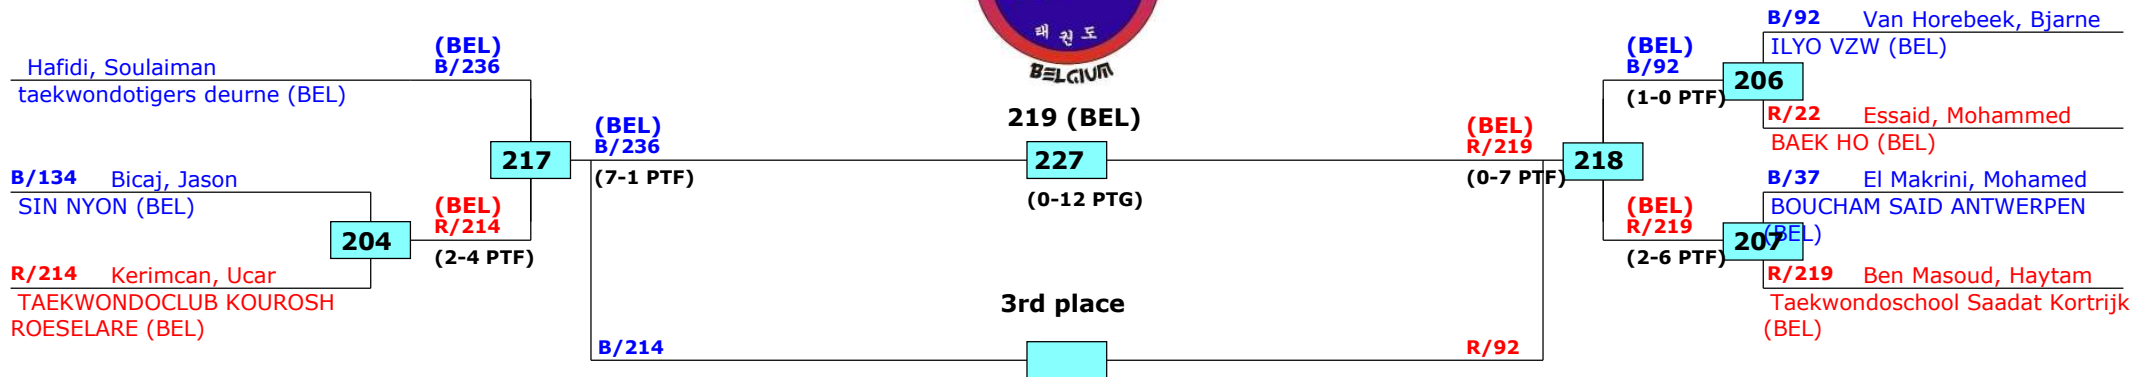 태 권 도
BELGIUM
Hafidi, Soulaiman
taekwondotigers deurne (BEL)
(BEL)
B/236
B/134 Bicaj, Jason
SIN NYON (BEL)
204
R/214 Kerimcan, Ucar
TAEKWONDOCLUB KOUROSH
ROESELARE (BEL)
(BEL)
R/214
(2-4 PTF)
217
(BEL)
B/236
(7-1 PTF)
219 (BEL)
227
(0-12 PTG)
3rd place
B/214
R/92
(BEL)
R/219
(0-7 PTF)
218
(BEL)
B/92
(1-0 PTF)
206
B/92 Van Horebeek, Bjarne
ILYO VZW (BEL)
R/22 Essaid, Mohammed
BAEK HO (BEL)
(BEL)
R/219
(2-6 PTF)
207
B/37 El Makrini, Mohamed
BOUCHAM SAID ANTWERPEN
(BEL)
R/219 Ben Masoud, Haytam
Taekwondoschool Saadat Kortrijk
(BEL)